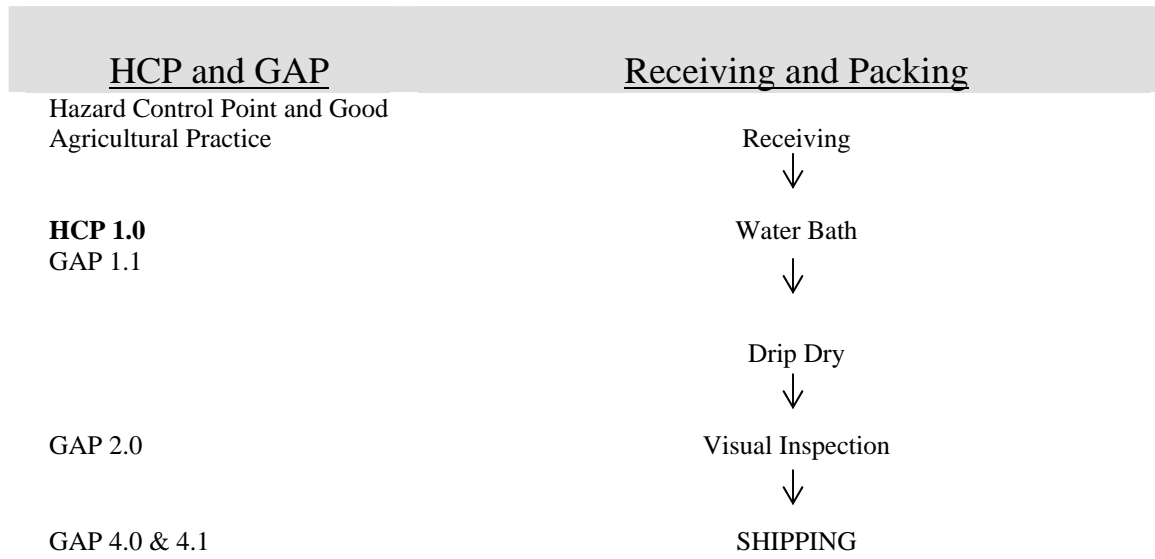 HCP and GAP Receiving and Packing
Hazard Control Point and Good
Agricultural Practice Receiving
HCP 1.0 Water Bath
GAP 1.1
Drip Dry
GAP 2.0 Visual Inspection
GAP 4.0 & 4.1 SHIPPING